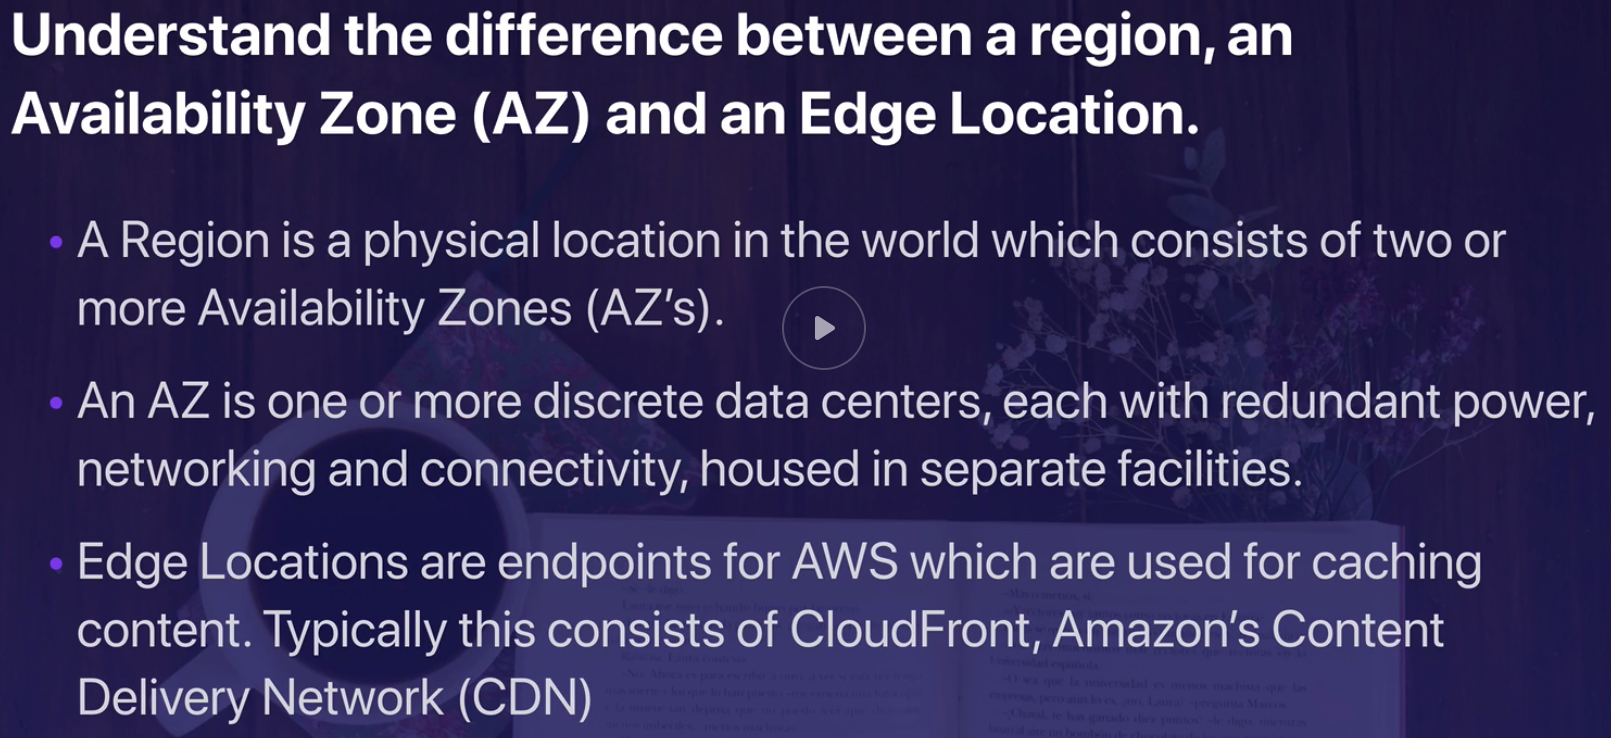 Understand the difference between a region, an
Availability Zone (AZ) and an Edge Location.
• A Region is a physical location in the world which consists of two or
more Availability Zones (AZ’s).
• An AZ is one or more discrete data centers, each with redundant power,
networking and connectivity, housed in separate facilities.
• Edge Locations are endpoints for AWS which are used for caching
content. Typically this consists of CloudFront, Amazon’s Content
Delivery Network (CDN)